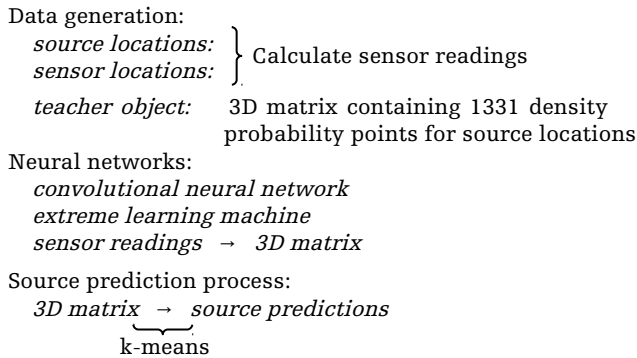 Data generation:
source locations:
sensor locations:
Calculate sensor readings
teacher object: 3D matrix containing 1331 density
probability points for source locations
Neural networks:
convolutional neural network
extreme learning machine
sensor readings → 3D matrix
Source prediction process:
3D matrix → source predictions
k-means